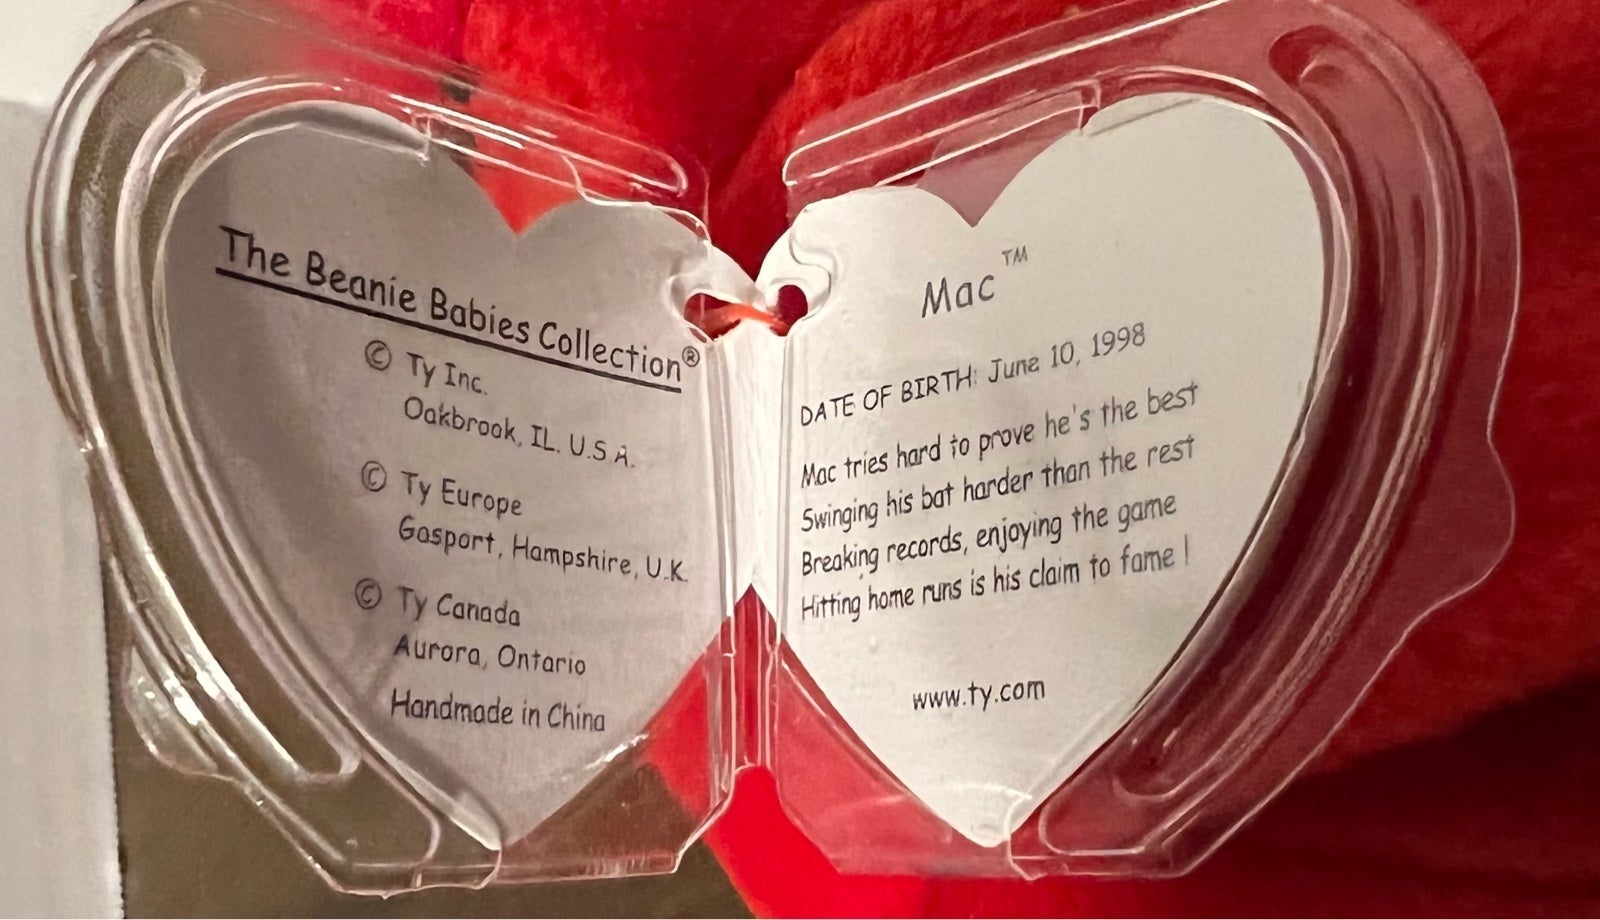 The Beanie Babies Collection®
© Ty Inc.
Oakbrook, IL. U.S.A.
© Ty Europe
Gasport, Hampshire, U.K.
© Ty Canada
Aurora, Ontario
Handmade in China
Mac™
DATE OF BIRTH: June 10, 1998
Mac tries hard to prove he's the best
Swinging his bat harder than the rest
Breaking records, enjoying the game
Hitting home runs is his claim to fame!
www.ty.com